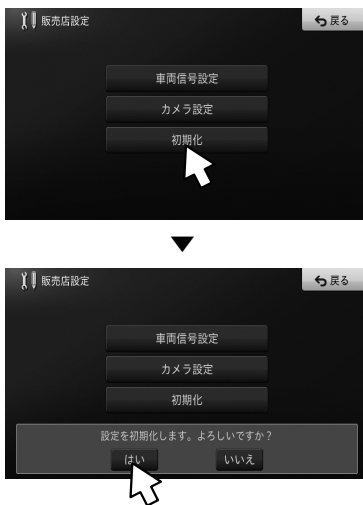 販売店設定
戻る
車両信号設定
カメラ設定
初期化
販売店設定
戻る
車両信号設定
カメラ設定
初期化
設定を初期化します。よろしいですか？
はい
いいえ